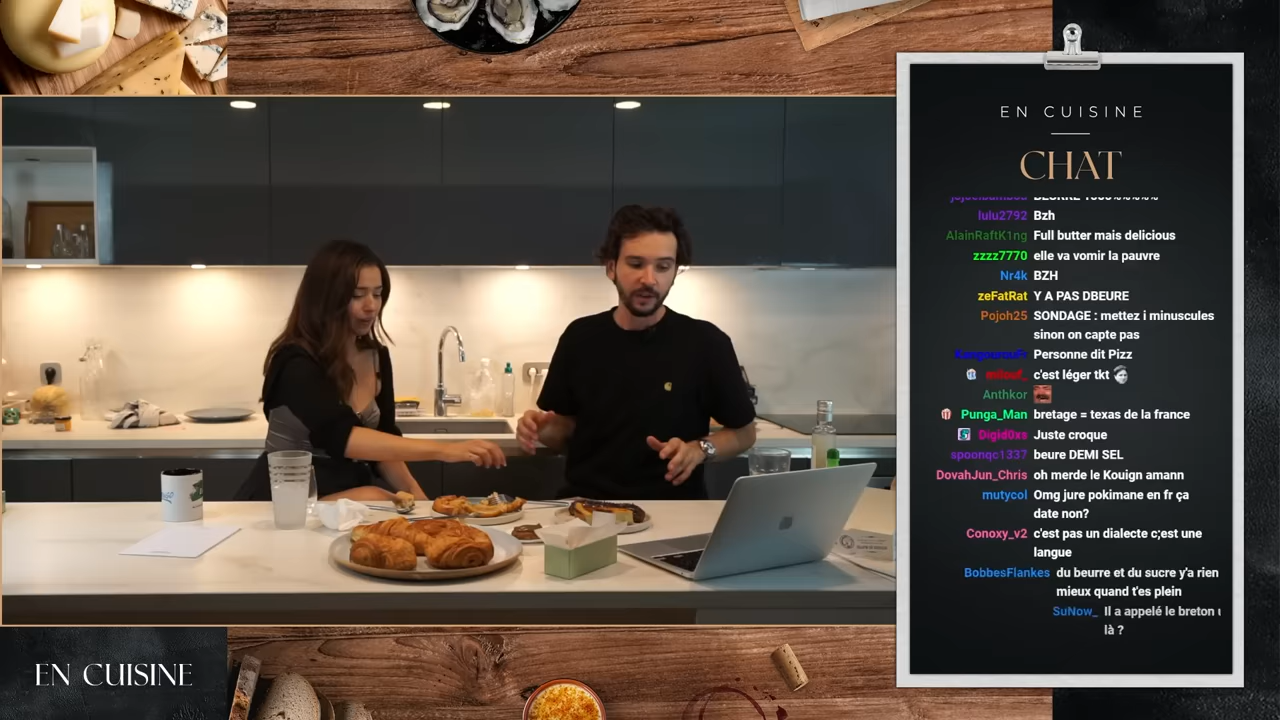 EN CUISINE
CHAT
lulu2792 Bzh
AlainRaftK1ng Full butter mais delicious
zzzz7770 elle va vomir la pauvre
Nr4k BZH
zeFatRat Y A PAS DBEURE
Pojoh25 SONDAGE : mettez i minuscules
sinon on capte pas
Personne dit Pizz
c'est léger tkt
Anthkor
Punga_Man bretage = texas de la france
Digid0xs Juste croque
spoonqc1337 beure DEMI SEL
DovahJun_Chris oh merde le Kouign amann
mutycol Omg jure pokimane en fr ça
date non?
Conoxy_v2 c'est pas un dialecte c;est une
langue
BobbesFlankes du beurre et du sucre y'a rien
mieux quand t'es plein
SuNow_ Il a appelé le breton
là ?
EN CUISINE